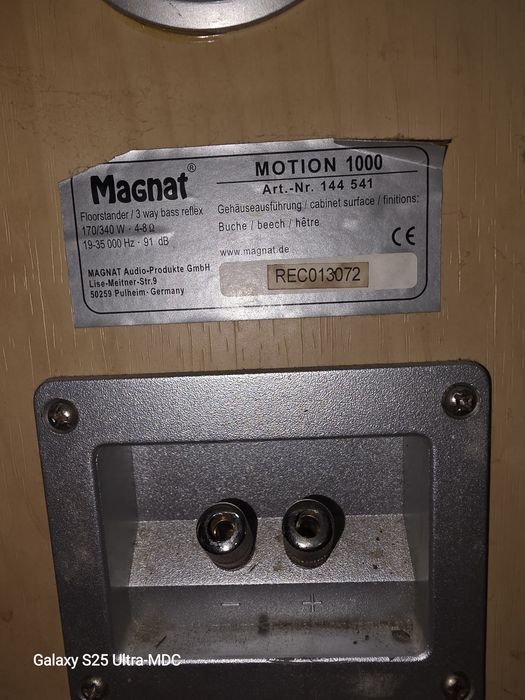 Magnat®
Floorstander / 3 way bass reflex
170/340 W · 4-8 Ω
19-35 000 Hz · 91 dB
MAGNAT Audio-Produkte GmbH
Lise-Meitner-Str.9
50259 Pulheim - Germany
MOTION 1000
Art.-Nr. 144 541
Gehäuseausführung / cabinet surface / finitions:
Buche / beech / hêtre
CE
www.magnat.de
REC013072
- +
Galaxy S25 Ultra-MDC